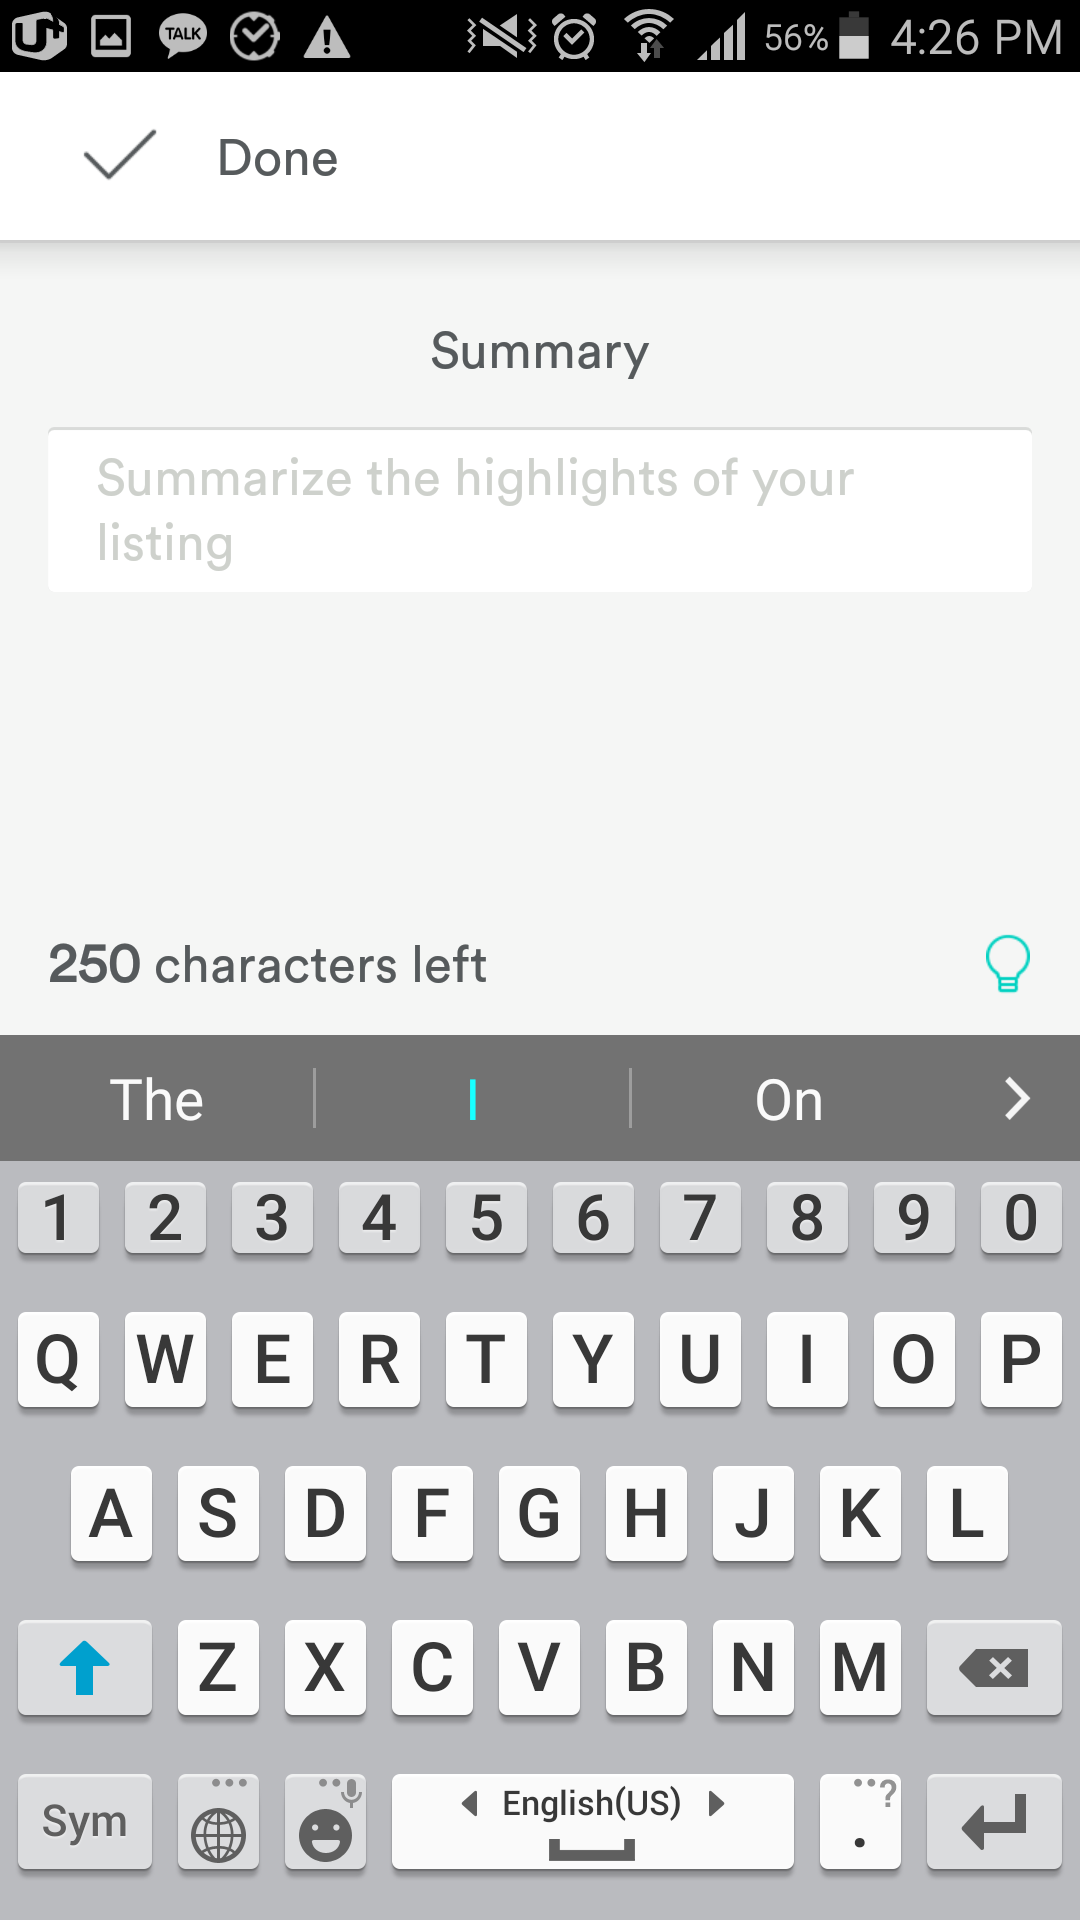 U+ TALK 56% 4:26 PM
Done
Summary
Summarize the highlights of your
listing
250 characters left
The I On
1 2 3 4 5 6 7 8 9 0
Q W E R T Y U I O P
A S D F G H J K L
Z X C V B N M
Sym English(US) . ?